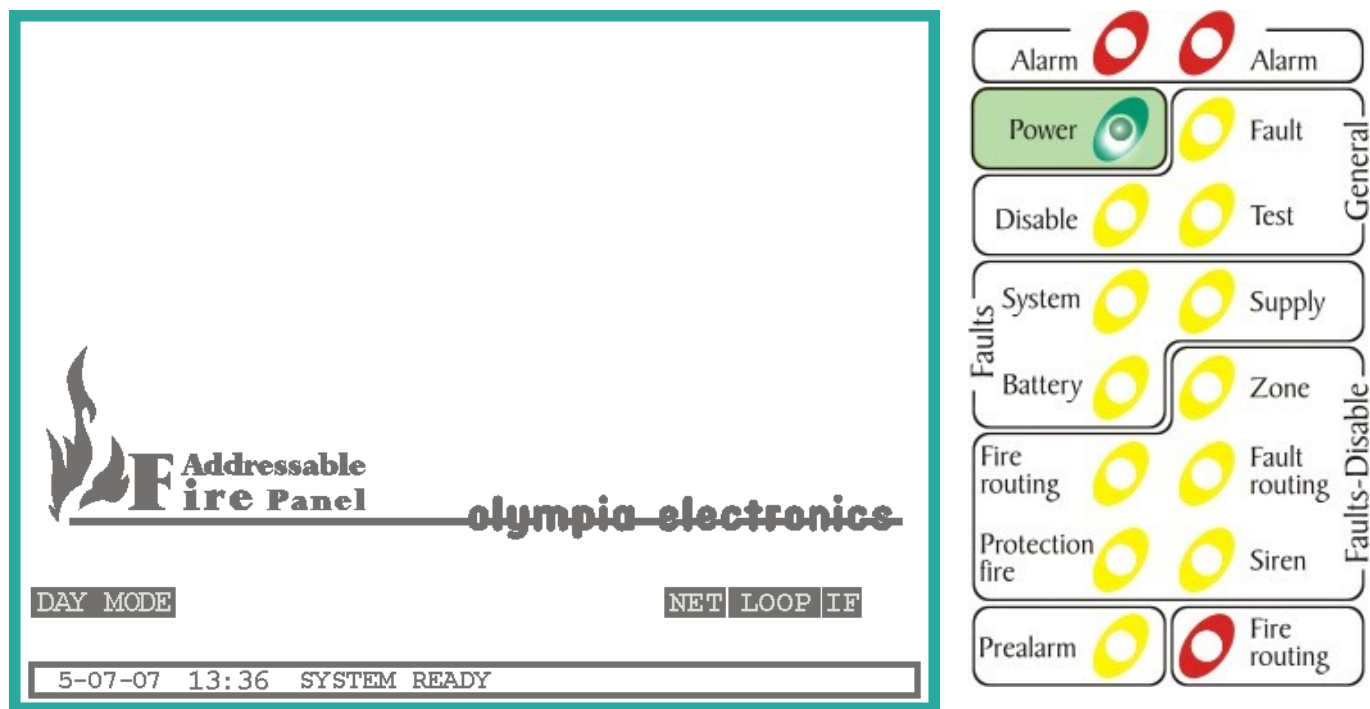 Addressable
Fire Panel
olympia electronics
DAY MODE
NET LOOP IF
5-07-07 13:36 SYSTEM READY
Alarm
Alarm
Power
Fault
General
Disable
Test
Faults
System
Supply
Battery
Zone
Faults-Disable
Fire
routing
Fault
routing
Protection
fire
Siren
Prealarm
Fire
routing